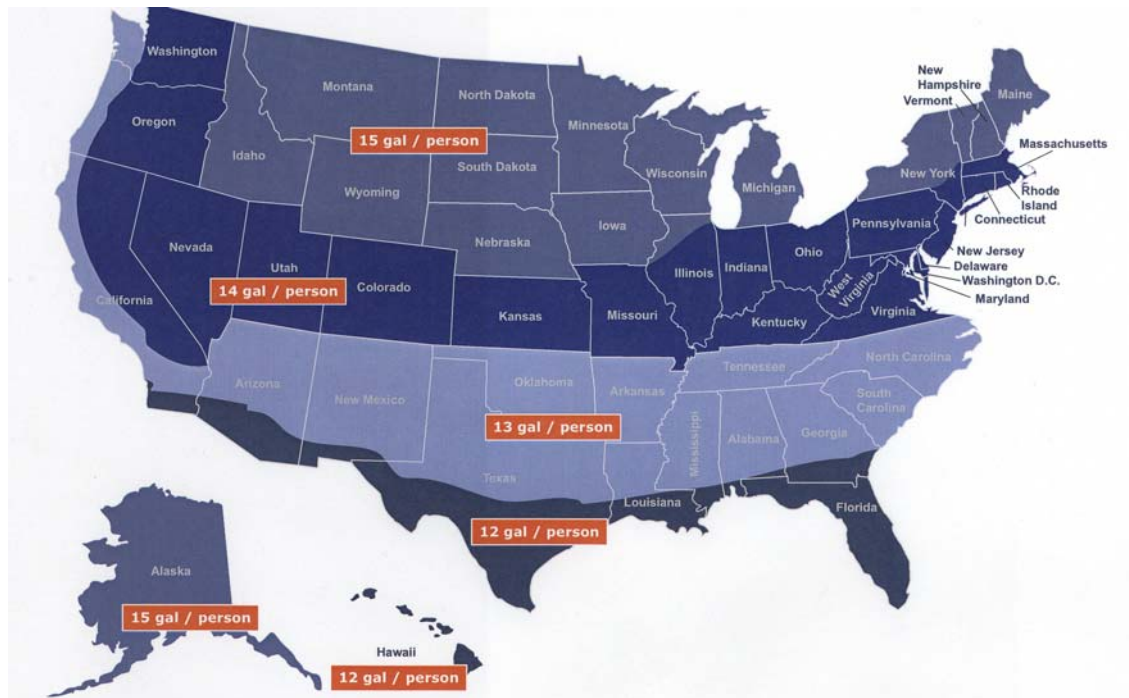 Washington
Montana
North Dakota
Minnesota
New
Hampshire
Vermont
Maine
Oregon
15 gal / person
Idaho
South Dakota
Wisconsin
Michigan
New York
Massachusetts
Wyoming
Rhode
Island
Connecticut
Nebraska
Iowa
Pennsylvania
Nevada
Utah
Ohio
New Jersey
Illinois
Indiana
Delaware
Washington D.C.
14 gal / person
Colorado
West
Virginia
Maryland
California
Kansas
Missouri
Kentucky
Virginia
North Carolina
Tennessee
Arizona
Oklahoma
Arkansas
New Mexico
South
Carolina
13 gal / person
Mississippi
Alabama
Georgia
Texas
Louisiana
Florida
12 gal / person
Alaska
15 gal / person
Hawaii
12 gal / person